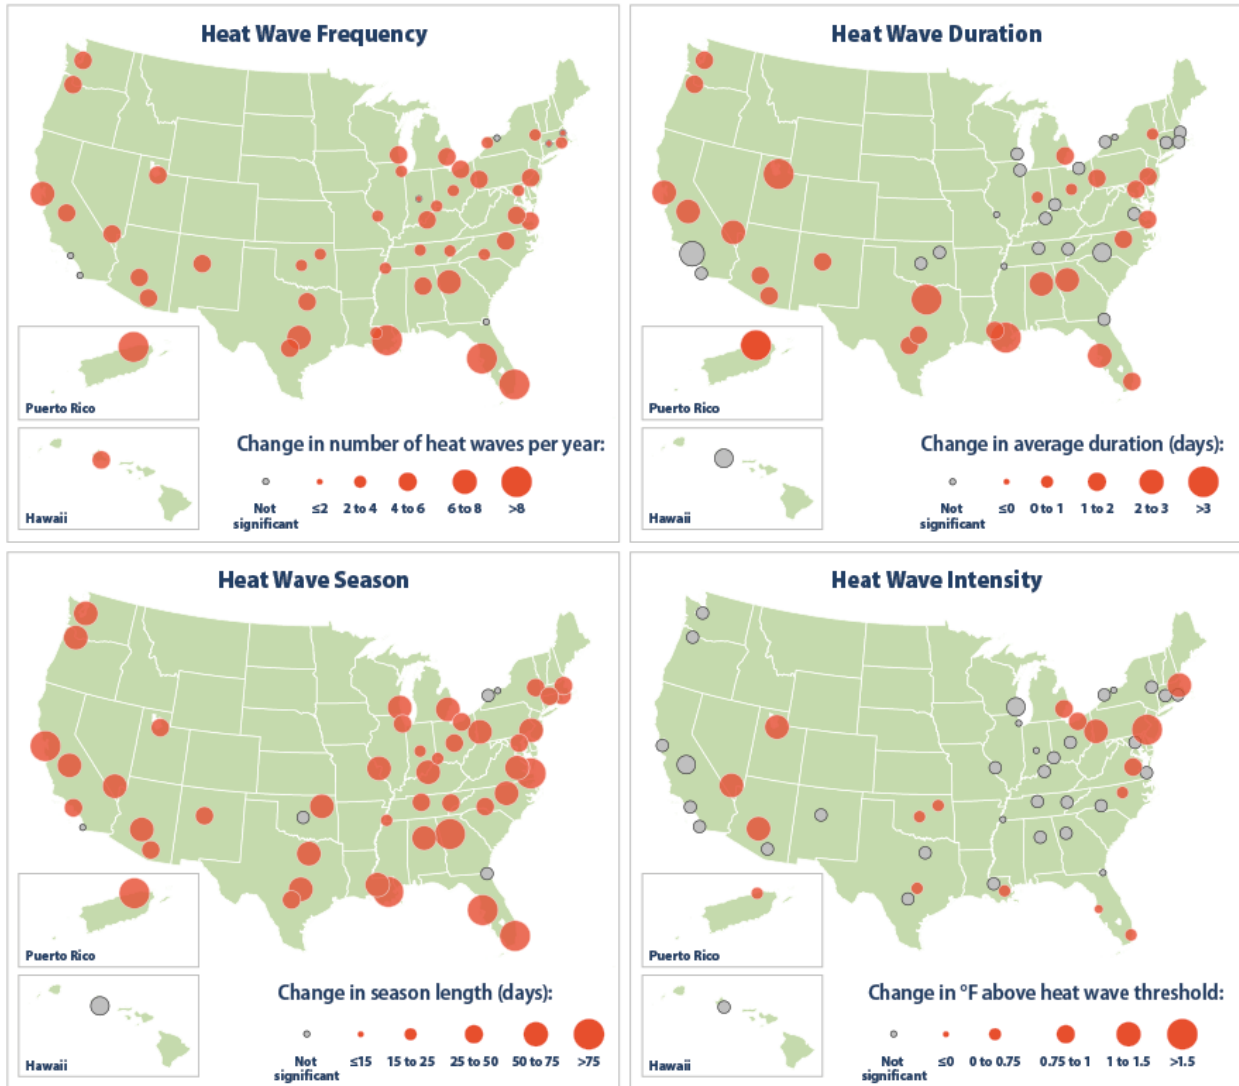 Heat Wave Frequency
Puerto Rico
Hawaii
Change in number of heat waves per year:
Not significant
≤2
2 to 4
4 to 6
6 to 8
>8
Heat Wave Duration
Puerto Rico
Hawaii
Change in average duration (days):
Not significant
≤0
0 to 1
1 to 2
2 to 3
>3
Heat Wave Season
Puerto Rico
Hawaii
Change in season length (days):
Not significant
≤15
15 to 25
25 to 50
50 to 75
>75
Heat Wave Intensity
Puerto Rico
Hawaii
Change in °F above heat wave threshold:
Not significant
≤0
0 to 0.75
0.75 to 1
1 to 1.5
>1.5